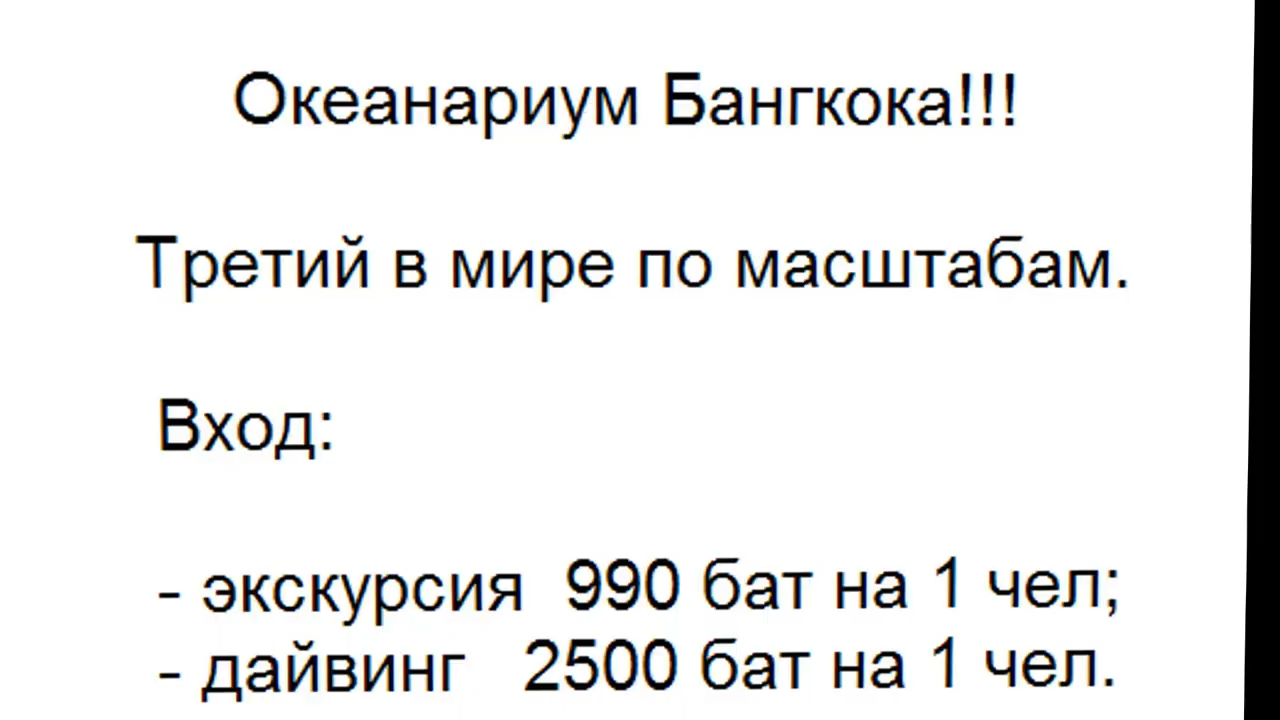 Океанариум Бангкока!!!
Третий в мире по масштабам.
Вход:
- экскурсия 990 бат на 1 чел;
- дайвинг 2500 бат на 1 чел.